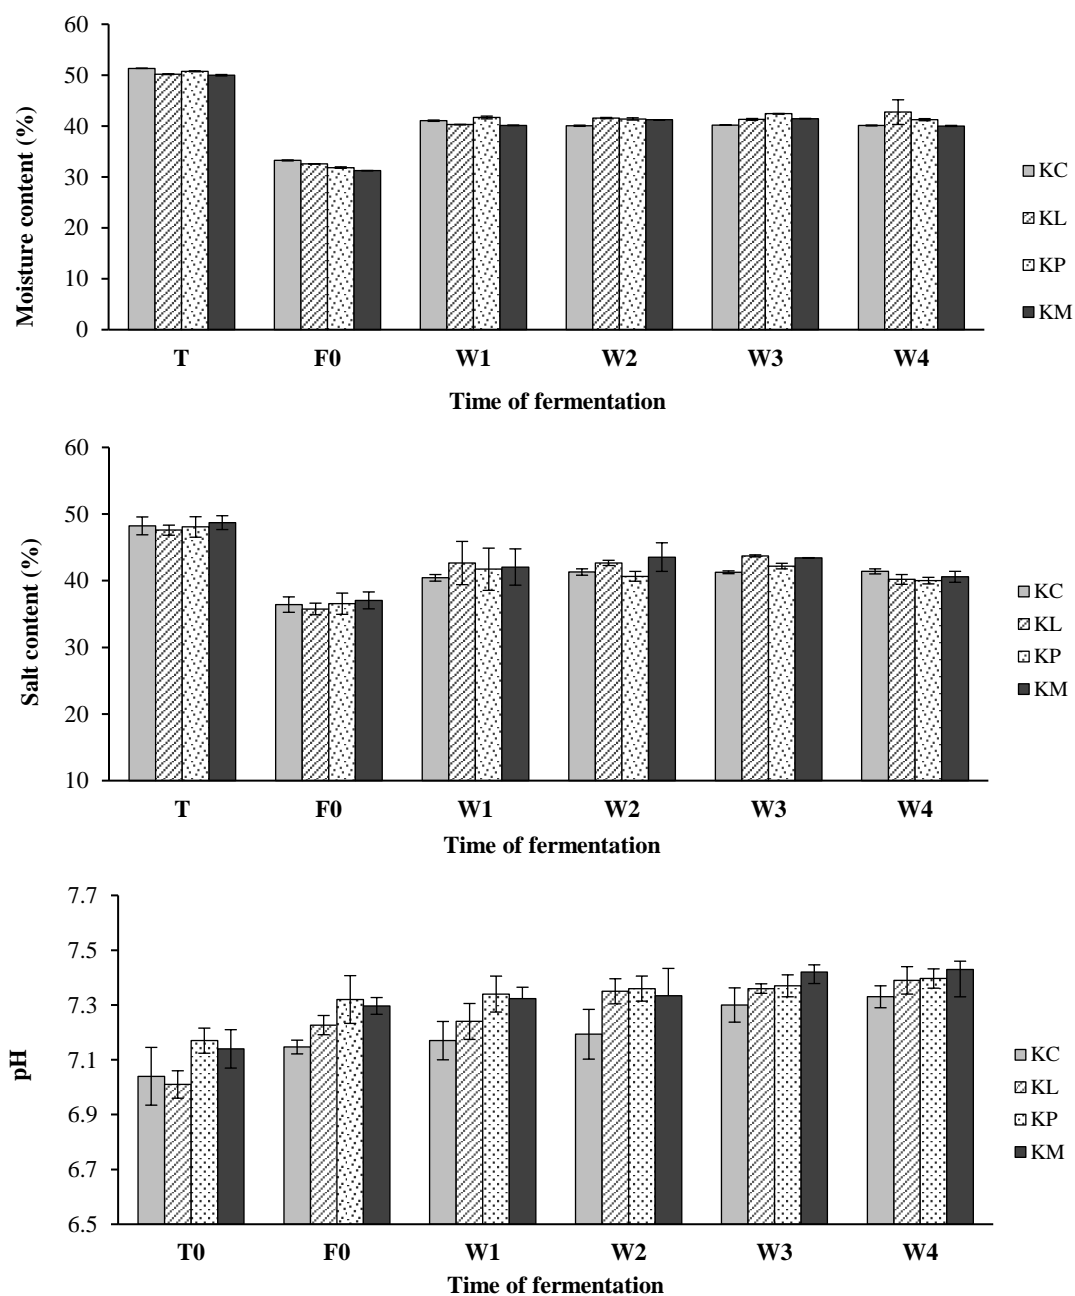 60
50
40
30
20
10
0
Moisture content (%)
T F0 W1 W2 W3 W4
Time of fermentation
KC
KL
KP
KM
60
50
40
30
20
10
Salt content (%)
T F0 W1 W2 W3 W4
Time of fermentation
KC
KL
KP
KM
7.7
7.5
7.3
7.1
6.9
6.7
6.5
pH
T0 F0 W1 W2 W3 W4
Time of fermentation
KC
KL
KP
KM